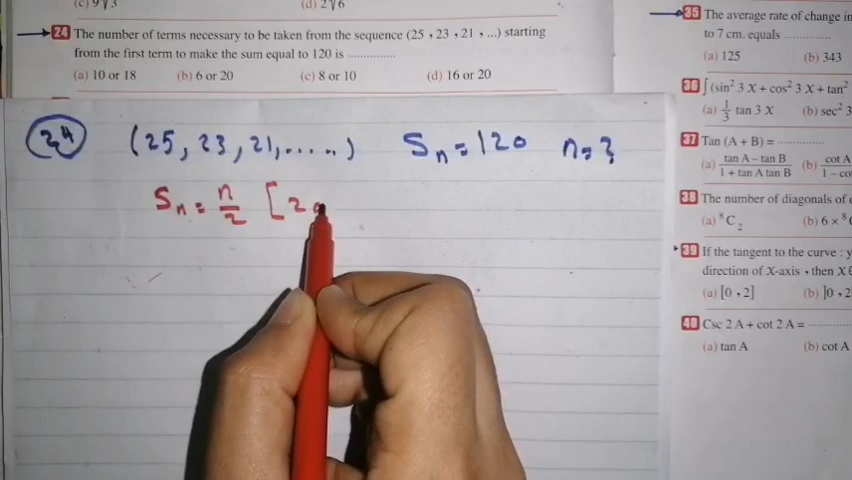 (c) 9√3 (d) 2√6
24 The number of terms necessary to be taken from the sequence (25 , 23 , 21 , ...) starting
from the first term to make the sum equal to 120 is ..............
(a) 10 or 18 (b) 6 or 20 (c) 8 or 10 (d) 16 or 20
24 (25, 23, 21, .....) Sn = 120 n = ?
Sn = n/2 [2
35 The average rate of change in
to 7 cm. equals ..............
(a) 125 (b) 343
36 ∫(sin² 3 X + cos² 3 X + tan²
(a) 1/3 tan 3 X (b) sec² 3
37 Tan (A + B) = ..............
(a) tan A − tan B / 1 + tan A tan B (b) cot A / 1 − co
38 The number of diagonals of
(a) ⁸C₂ (b) 6 × ⁸
39 If the tangent to the curve : y
direction of X-axis , then X ∈
(a) [0 , 2] (b) ]0 , 2
40 Csc 2 A + cot 2 A = ..............
(a) tan A (b) cot A